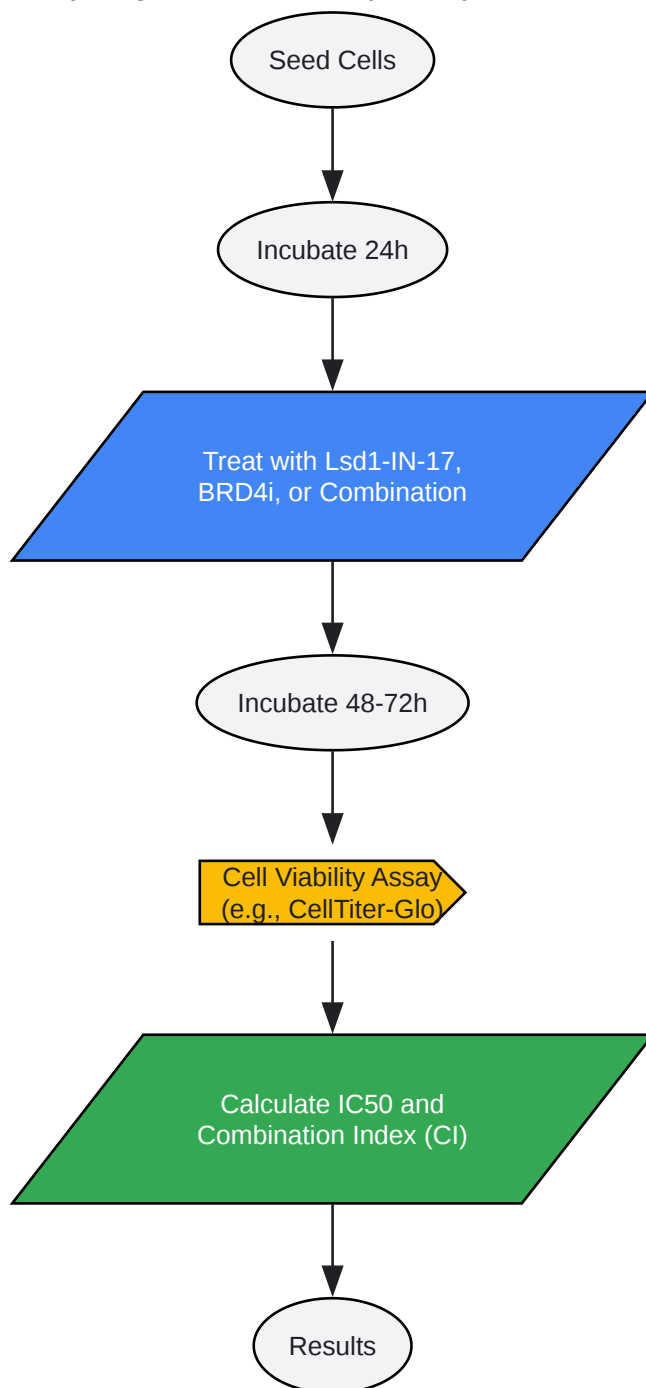 Seed Cells
Incubate 24h
Treat with Lsd1-IN-17,
BRD4i, or Combination
Incubate 48-72h
Cell Viability Assay
(e.g., CellTiter-Glo)
Calculate IC50 and
Combination Index (CI)
Results